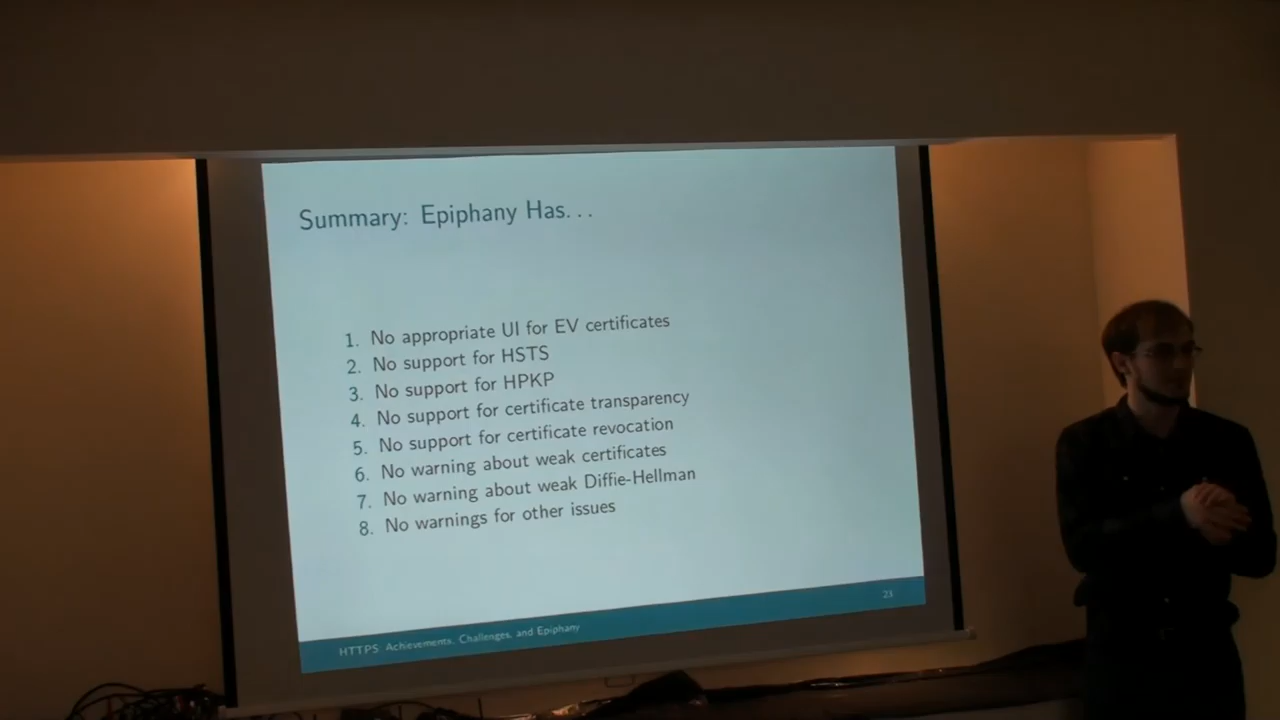 Summary: Epiphany Has...
1. No appropriate UI for EV certificates
2. No support for HSTS
3. No support for HPKP
4. No support for certificate transparency
5. No support for certificate revocation
6. No warning about weak certificates
7. No warning about weak Diffie-Hellman
8. No warnings for other issues
HTTPS: Achievements, Challenges, and Epiphany
23